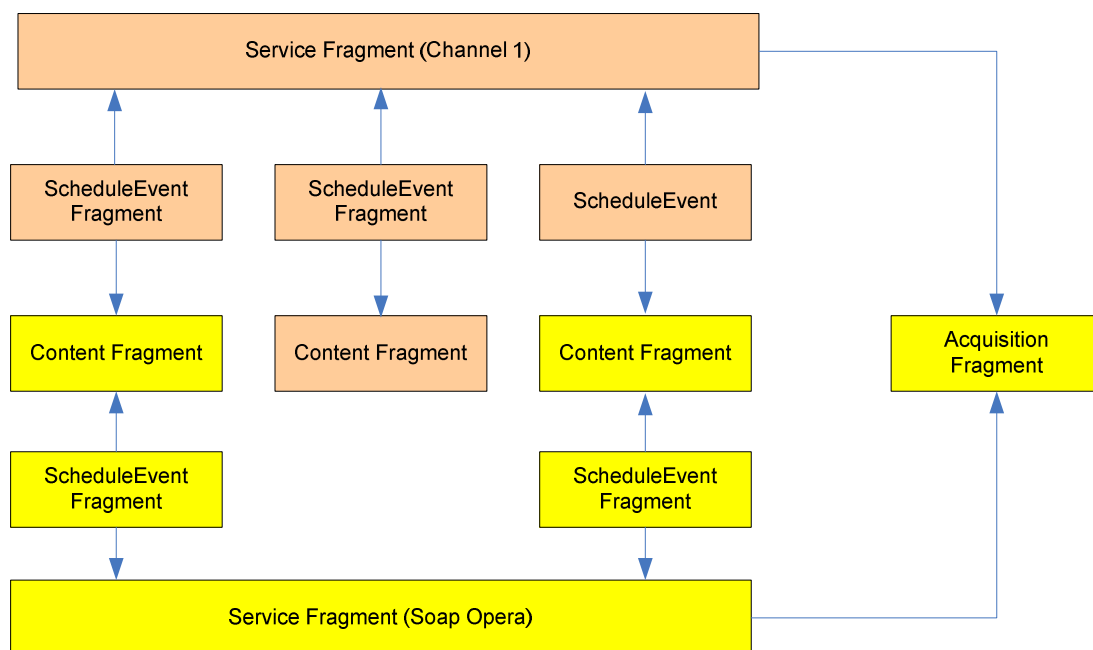 Service Fragment (Channel 1)
ScheduleEvent
Fragment
ScheduleEvent
Fragment
ScheduleEvent
Content Fragment
Content Fragment
Content Fragment
Acquisition
Fragment
ScheduleEvent
Fragment
ScheduleEvent
Fragment
Service Fragment (Soap Opera)